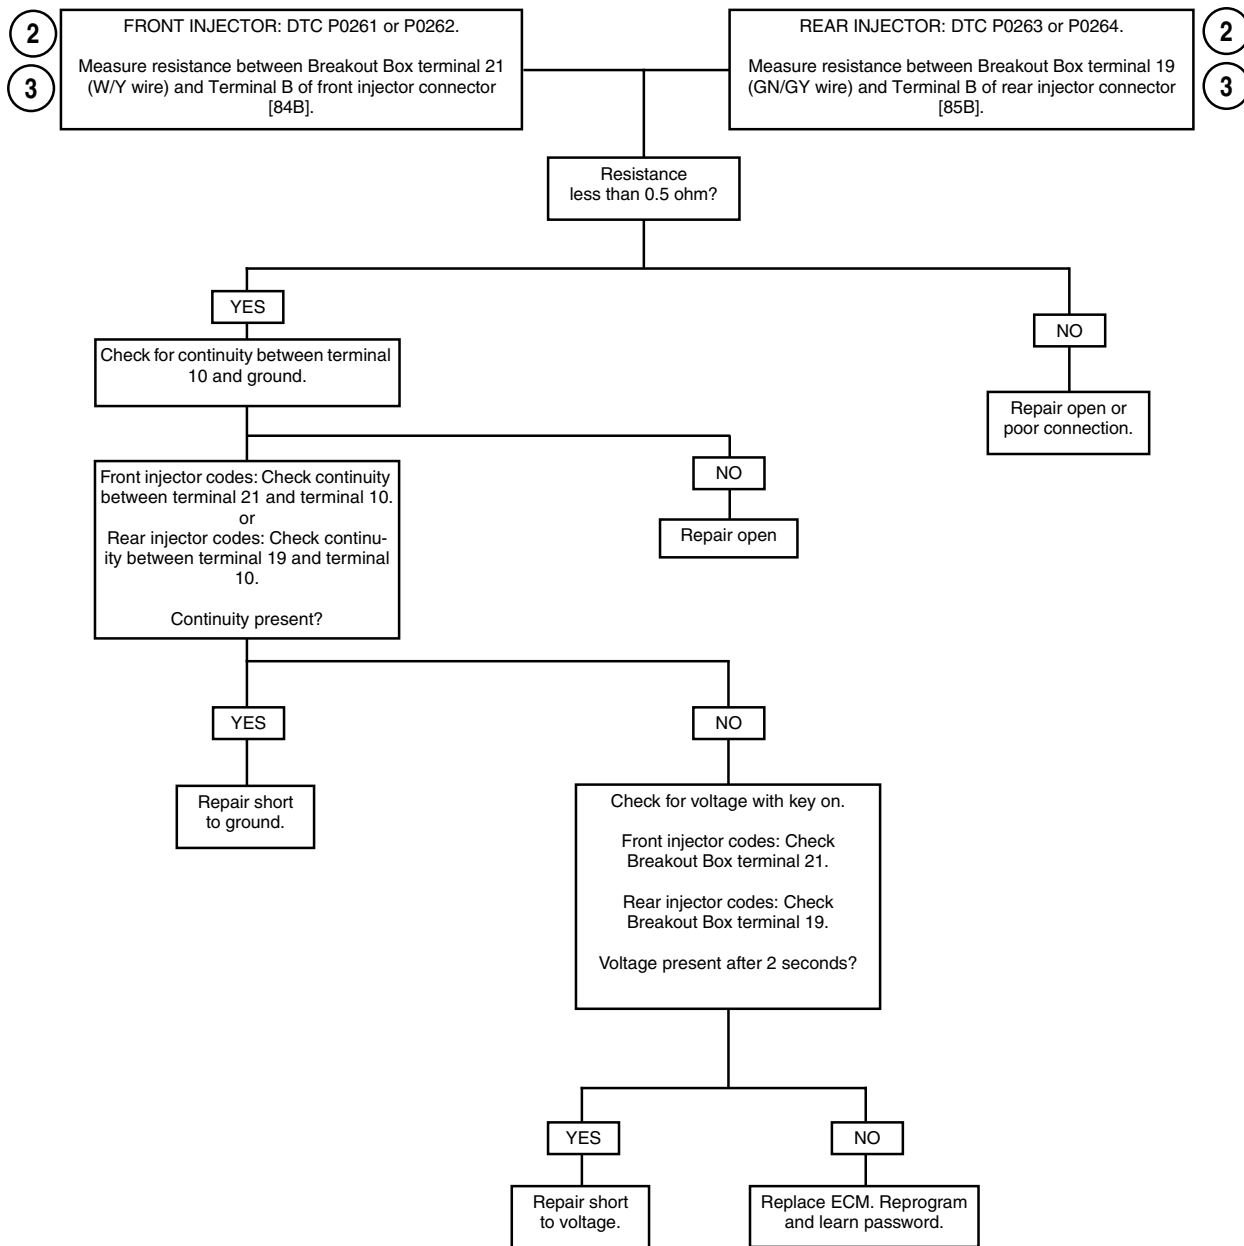 2
3
FRONT INJECTOR: DTC P0261 or P0262.
Measure resistance between Breakout Box terminal 21
(W/Y wire) and Terminal B of front injector connector
[84B].
REAR INJECTOR: DTC P0263 or P0264.
Measure resistance between Breakout Box terminal 19
(GN/GY wire) and Terminal B of rear injector connector
[85B].
2
3
Resistance
less than 0.5 ohm?
YES
NO
Check for continuity between terminal
10 and ground.
Repair open or
poor connection.
Front injector codes: Check continuity
between terminal 21 and terminal 10.
or
Rear injector codes: Check continu-
ity between terminal 19 and terminal
10.
Continuity present?
NO
Repair open
YES
NO
Repair short
to ground.
Check for voltage with key on.
Front injector codes: Check
Breakout Box terminal 21.
Rear injector codes: Check
Breakout Box terminal 19.
Voltage present after 2 seconds?
YES
NO
Repair short
to voltage.
Replace ECM. Reprogram
and learn password.